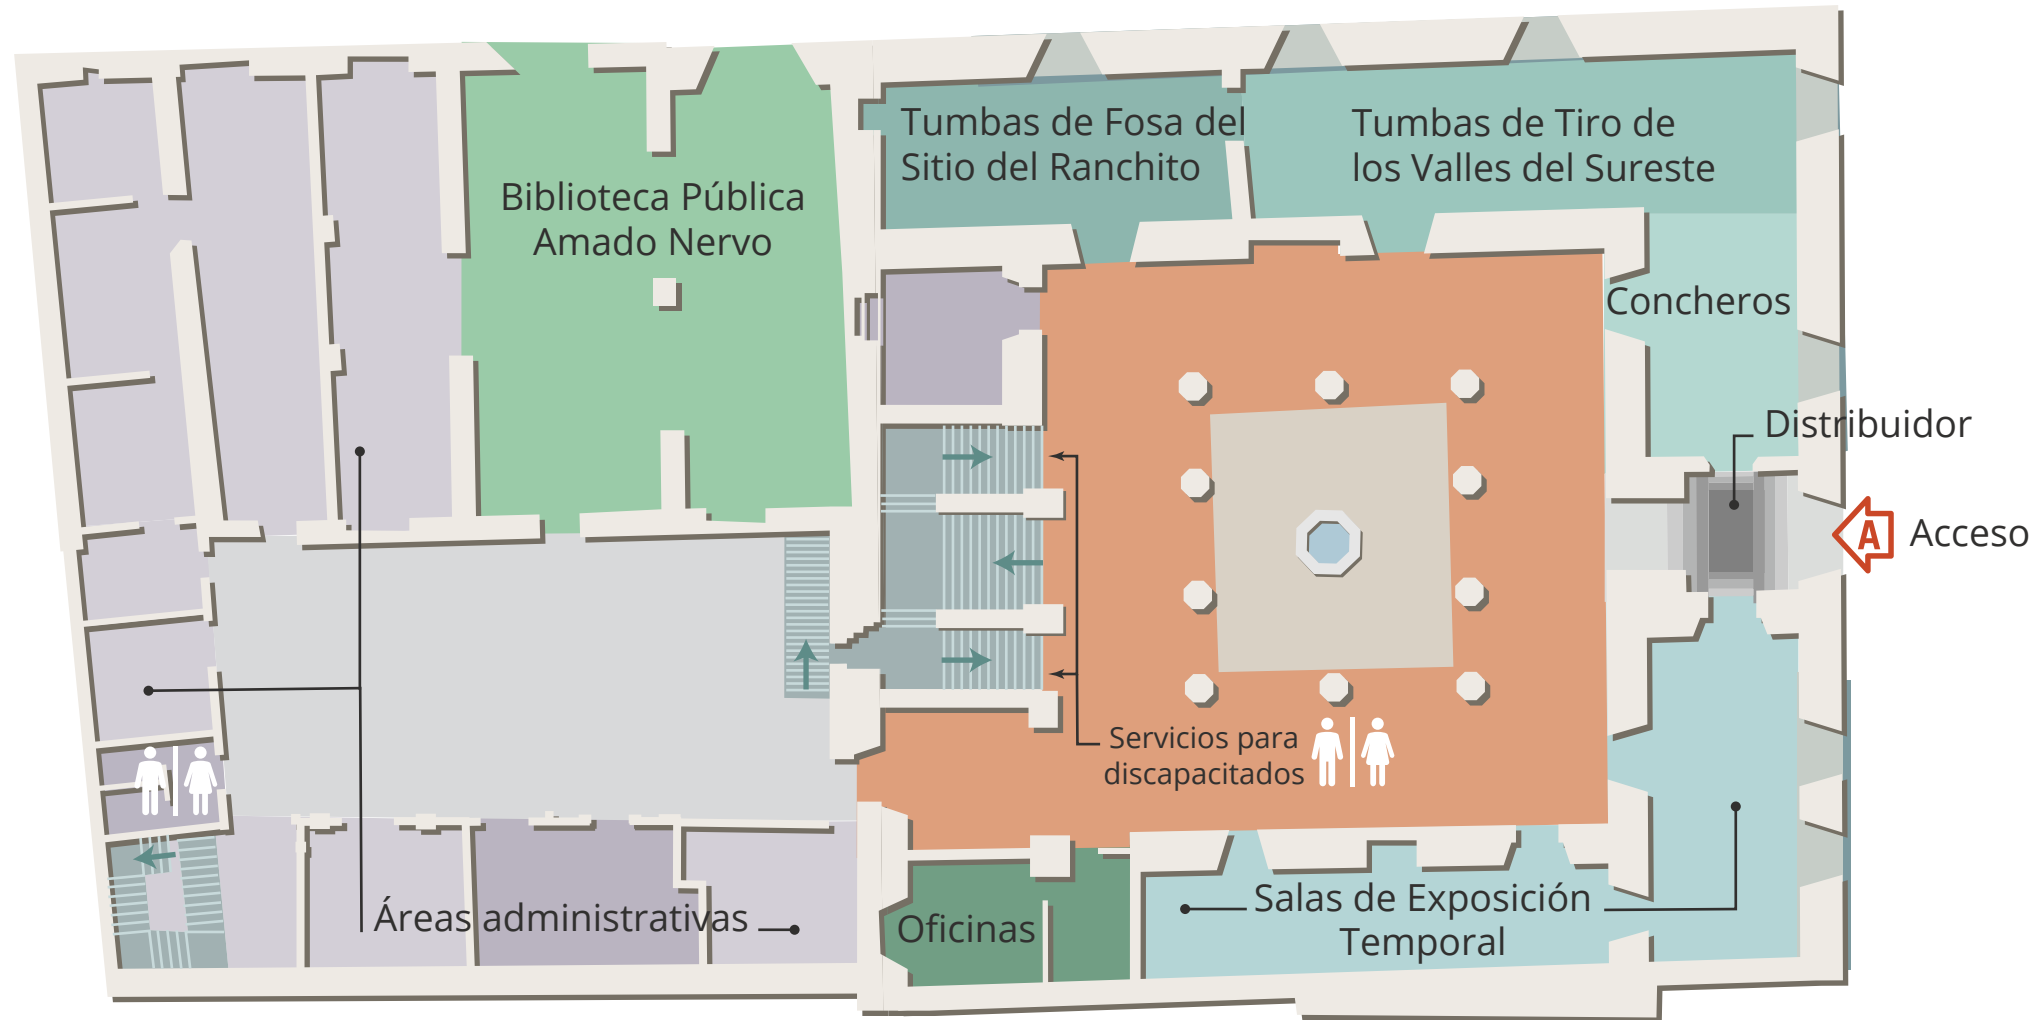 Tumbas de Fosa del
Sitio del Ranchito
Tumbas de Tiro de
los Valles del Sureste
Biblioteca Pública
Amado Nervo
Concheros
Distribuidor
A
Acceso
Servicios para
discapacitados
Áreas administrativas
Oficinas
Salas de Exposición
Temporal